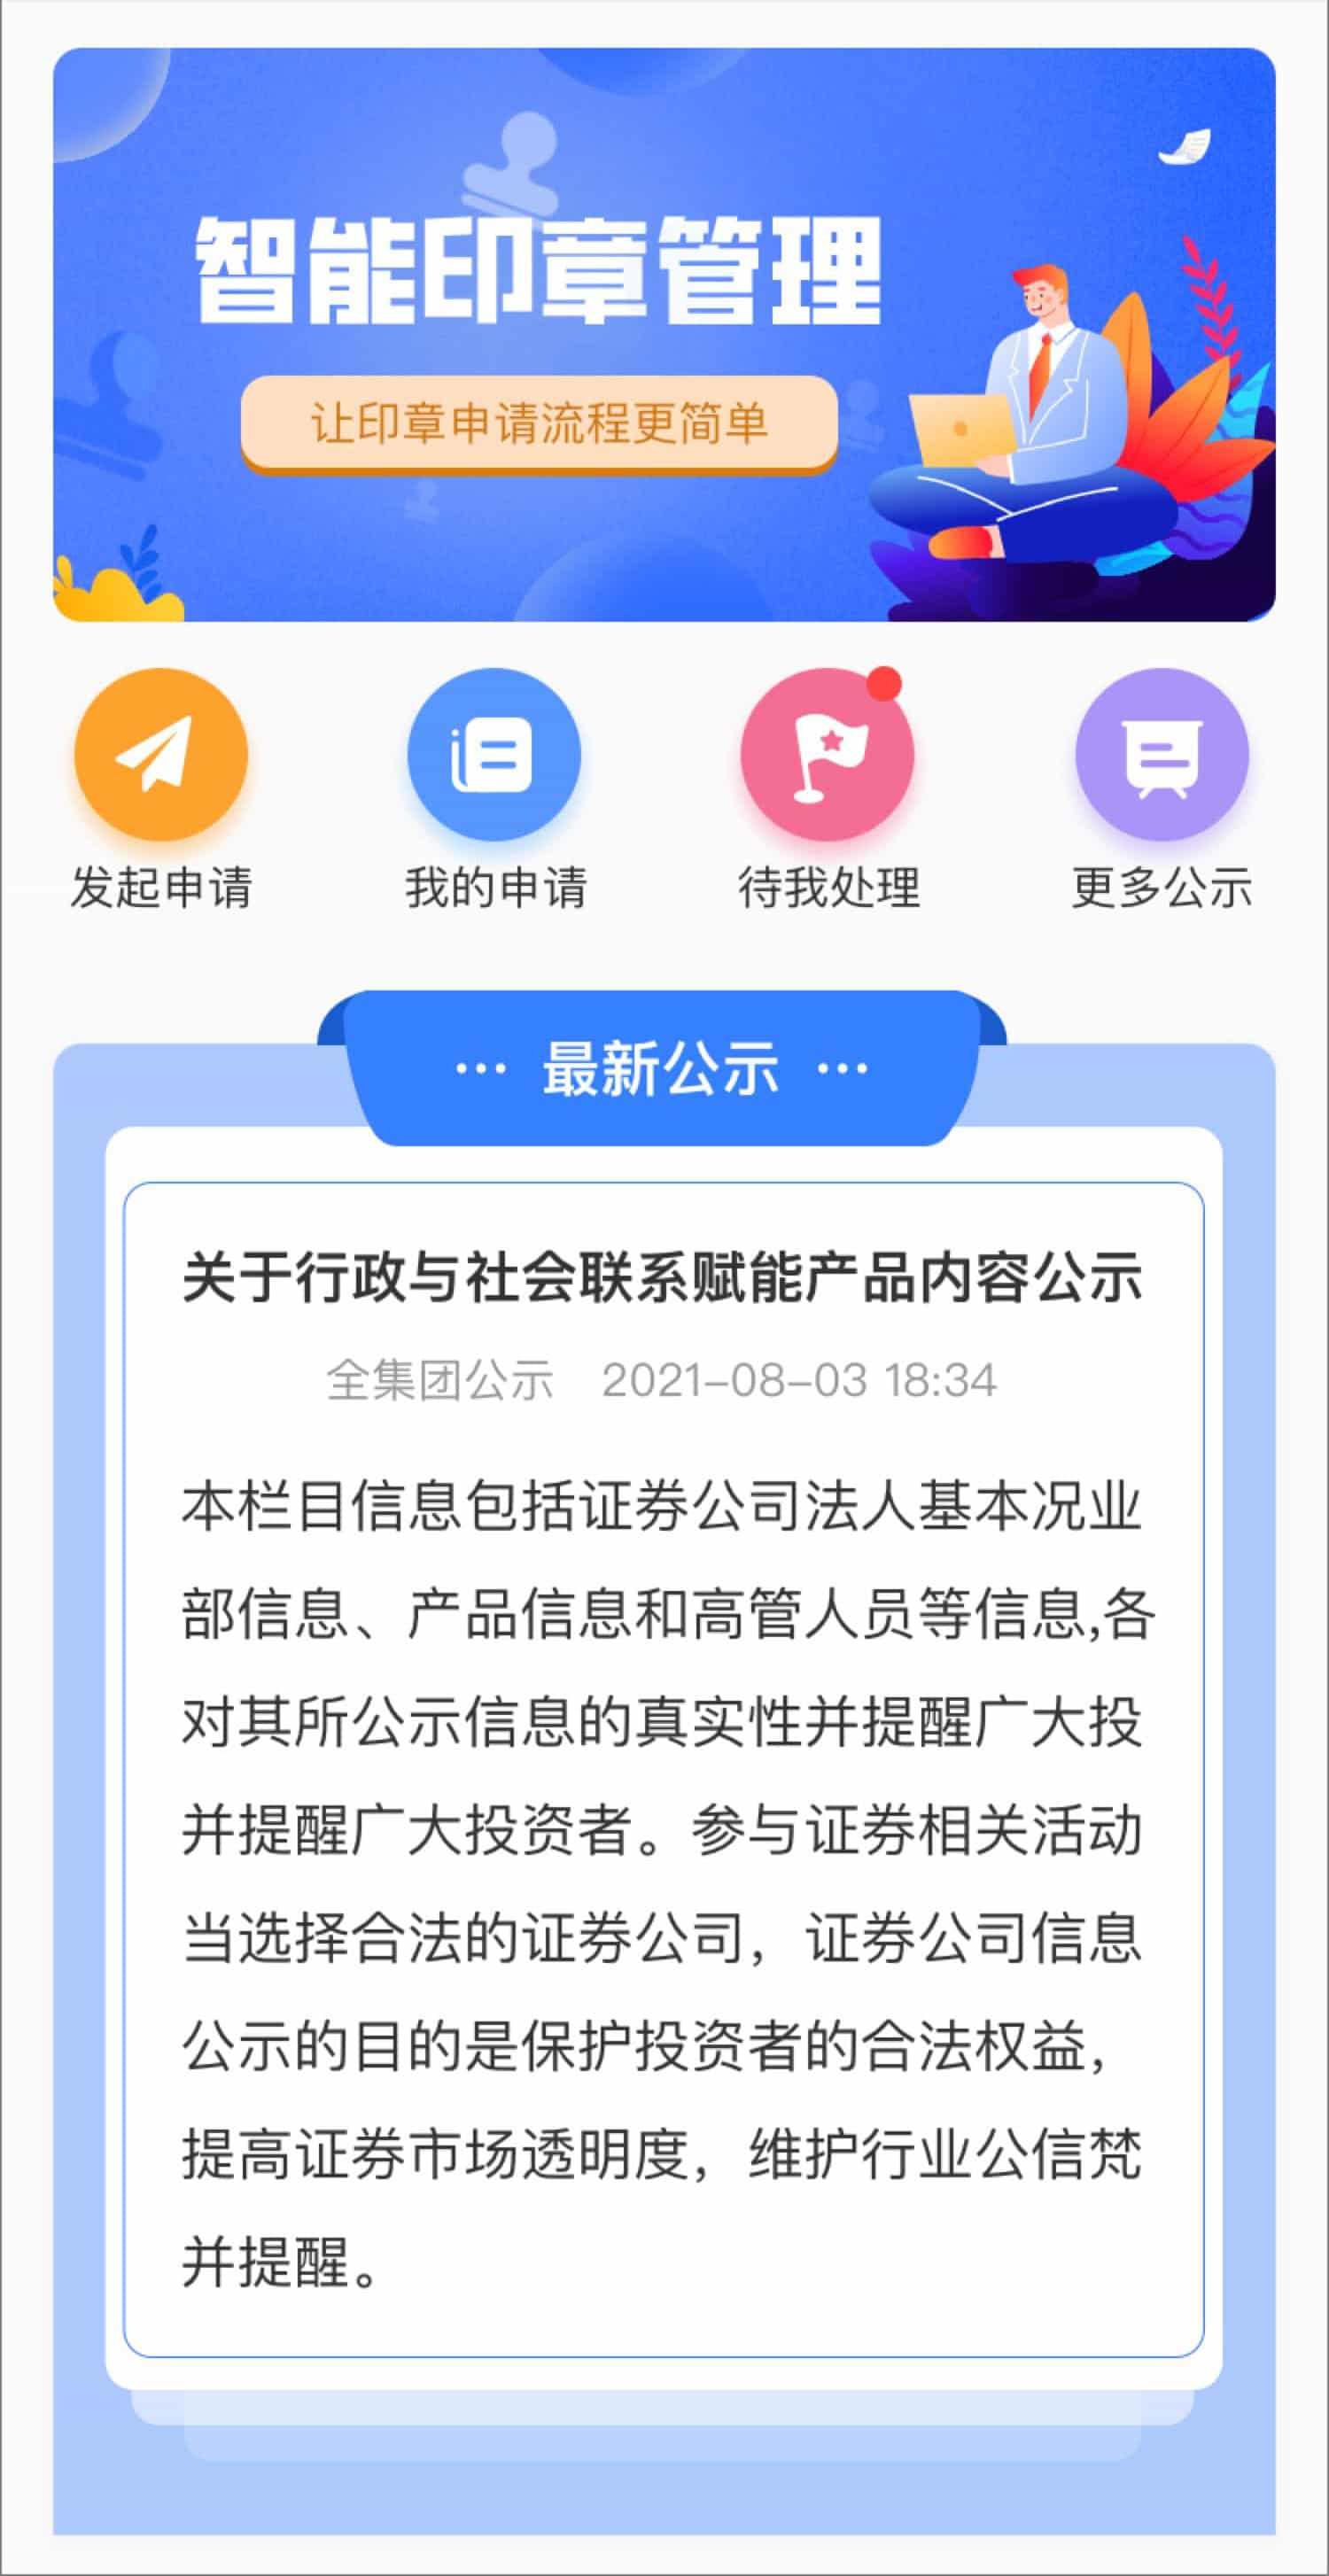 智能印章管理
让印章申请流程更简单
发起申请
我的申请
待我处理
更多公示
··· 最新公示 ···
关于行政与社会联系赋能产品内容公示
全集团公示 2021-08-03 18:34
本栏目信息包括证券公司法人基本况业
部信息、产品信息和高管人员等信息,各
对其所公示信息的真实性并提醒广大投
并提醒广大投资者。参与证券相关活动
当选择合法的证券公司，证券公司信息
公示的目的是保护投资者的合法权益，
提高证券市场透明度，维护行业公信梵
并提醒。